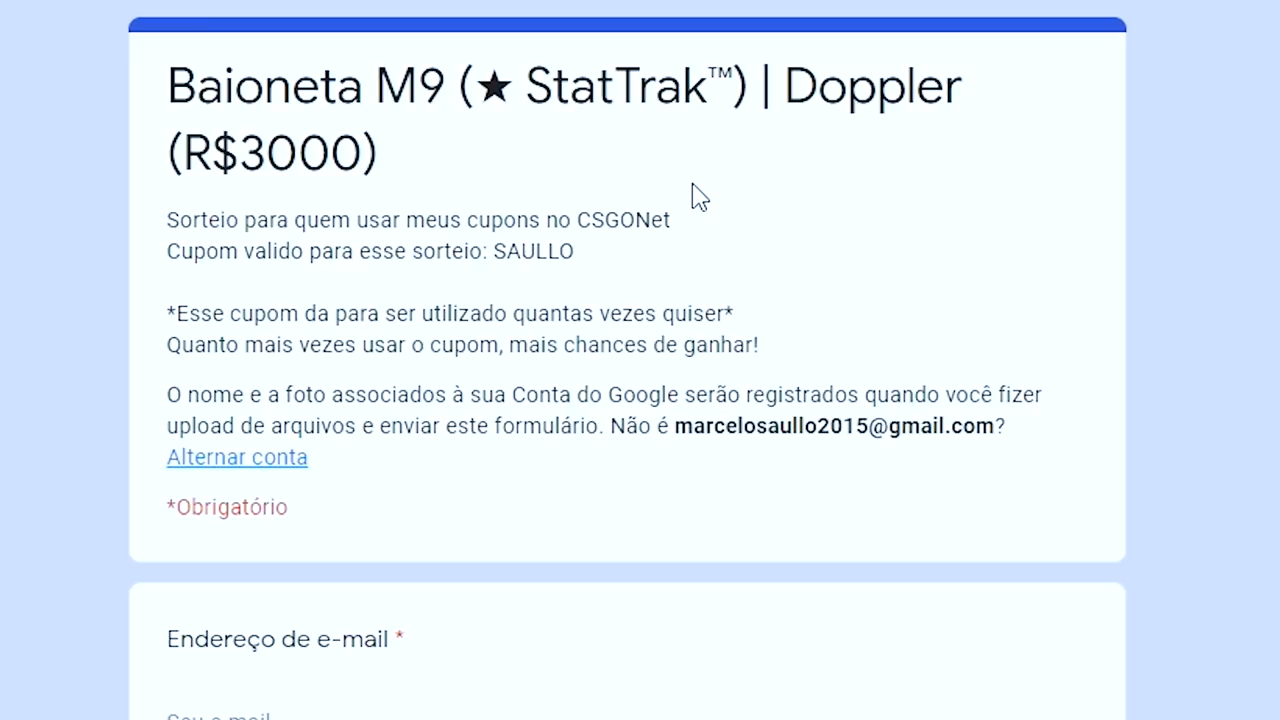 Baioneta M9 (★ StatTrak™) | Doppler
(R$3000)
Sorteio para quem usar meus cupons no CSGONet
Cupom valido para esse sorteio: SAULLO
*Esse cupom da para ser utilizado quantas vezes quiser*
Quanto mais vezes usar o cupom, mais chances de ganhar!
O nome e a foto associados à sua Conta do Google serão registrados quando você fizer
upload de arquivos e enviar este formulário. Não é marcelosaullo2015@gmail.com?
Alternar conta
*Obrigatório
Endereço de e-mail *
Seu e-mail